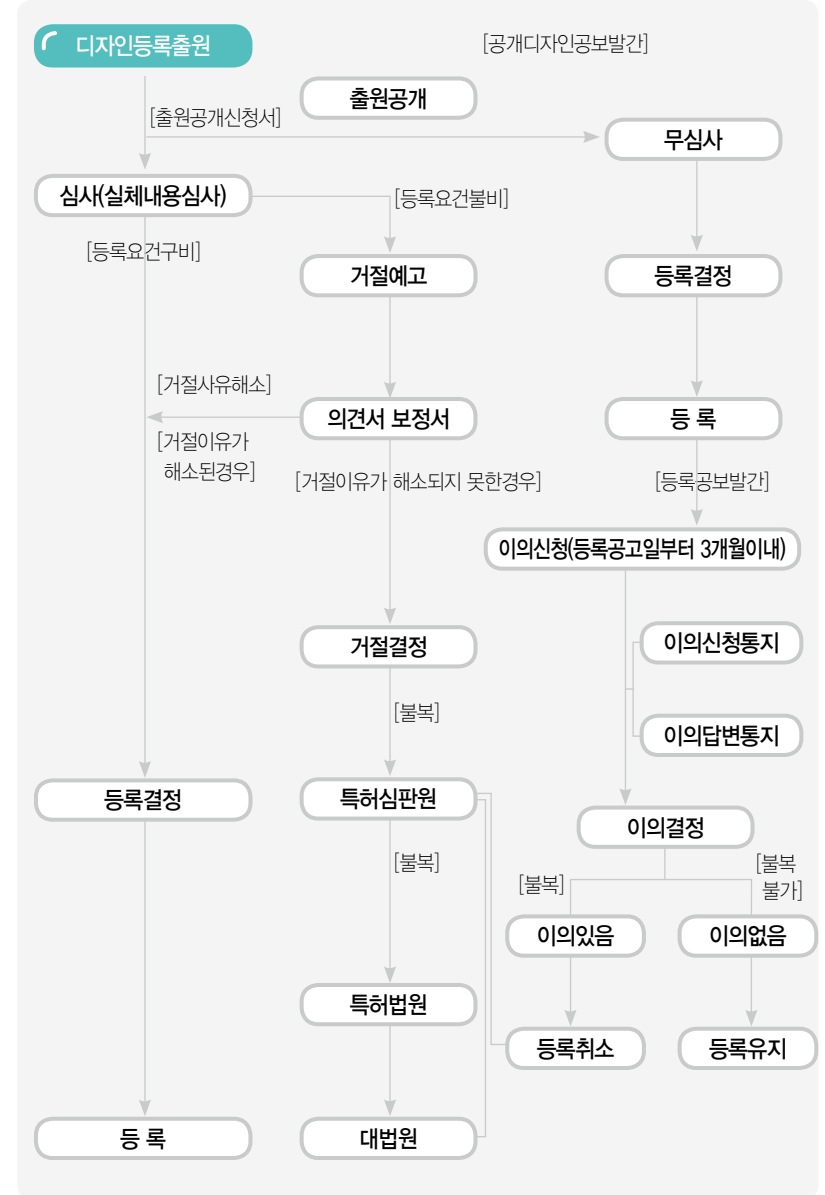 디자인등록출원
[공개디자인공보발간]
출원공개
[출원공개신청서]
무심사
심사(실체내용심사)
[등록요건불비]
[등록요건구비]
거절예고
등록결정
[거절사유해소]
의견서 보정서
등 록
[거절이유가
해소된경우]
[거절이유가 해소되지 못한경우]
[등록공보발간]
이의신청(등록공고일부터 3개월이내)
거절결정
이의신청통지
[불복]
이의답변통지
등록결정
특허심판원
이의결정
[불복]
[불복]
[불복
불가]
이의있음
이의없음
특허법원
등록취소
등록유지
등 록
대법원